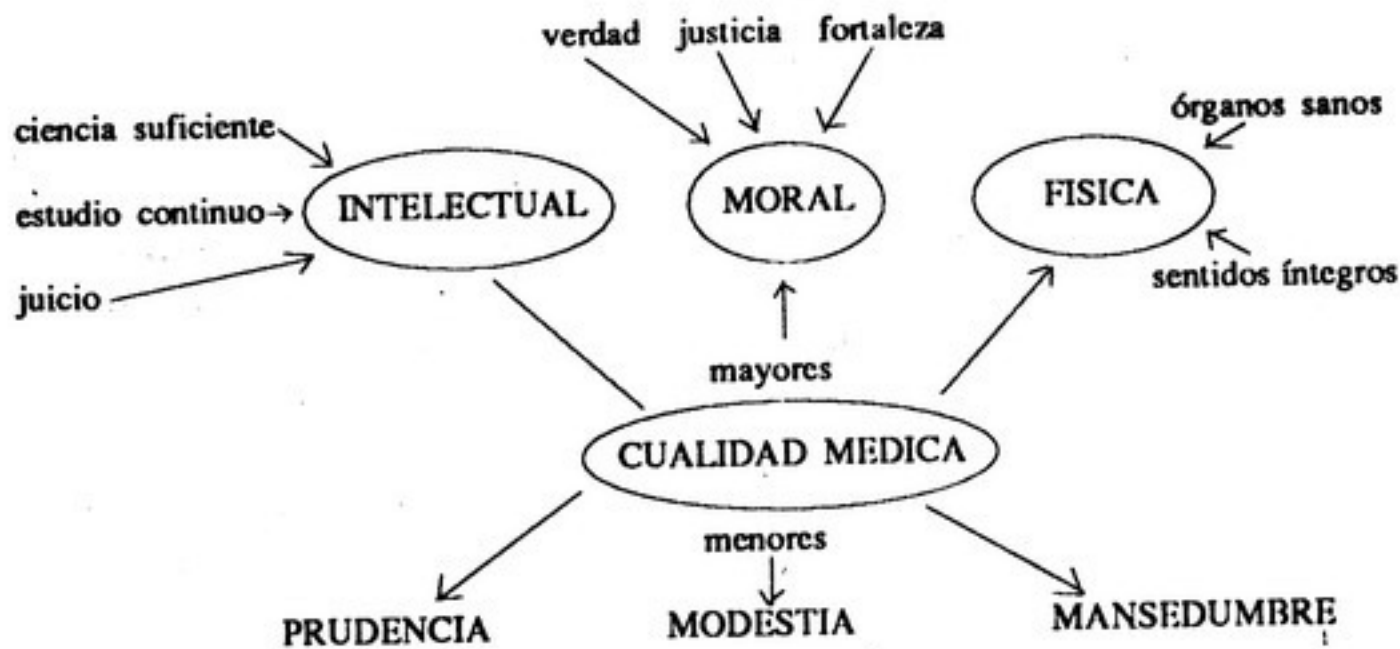 verdad justicia fortaleza
ciencia suficiente
órganos sanos
estudio continuo
INTELECTUAL
MORAL
FISICA
juicio
sentidos íntegros
mayores
CUALIDAD MEDICA
menores
PRUDENCIA
MODESTIA
MANSEDUMBRE